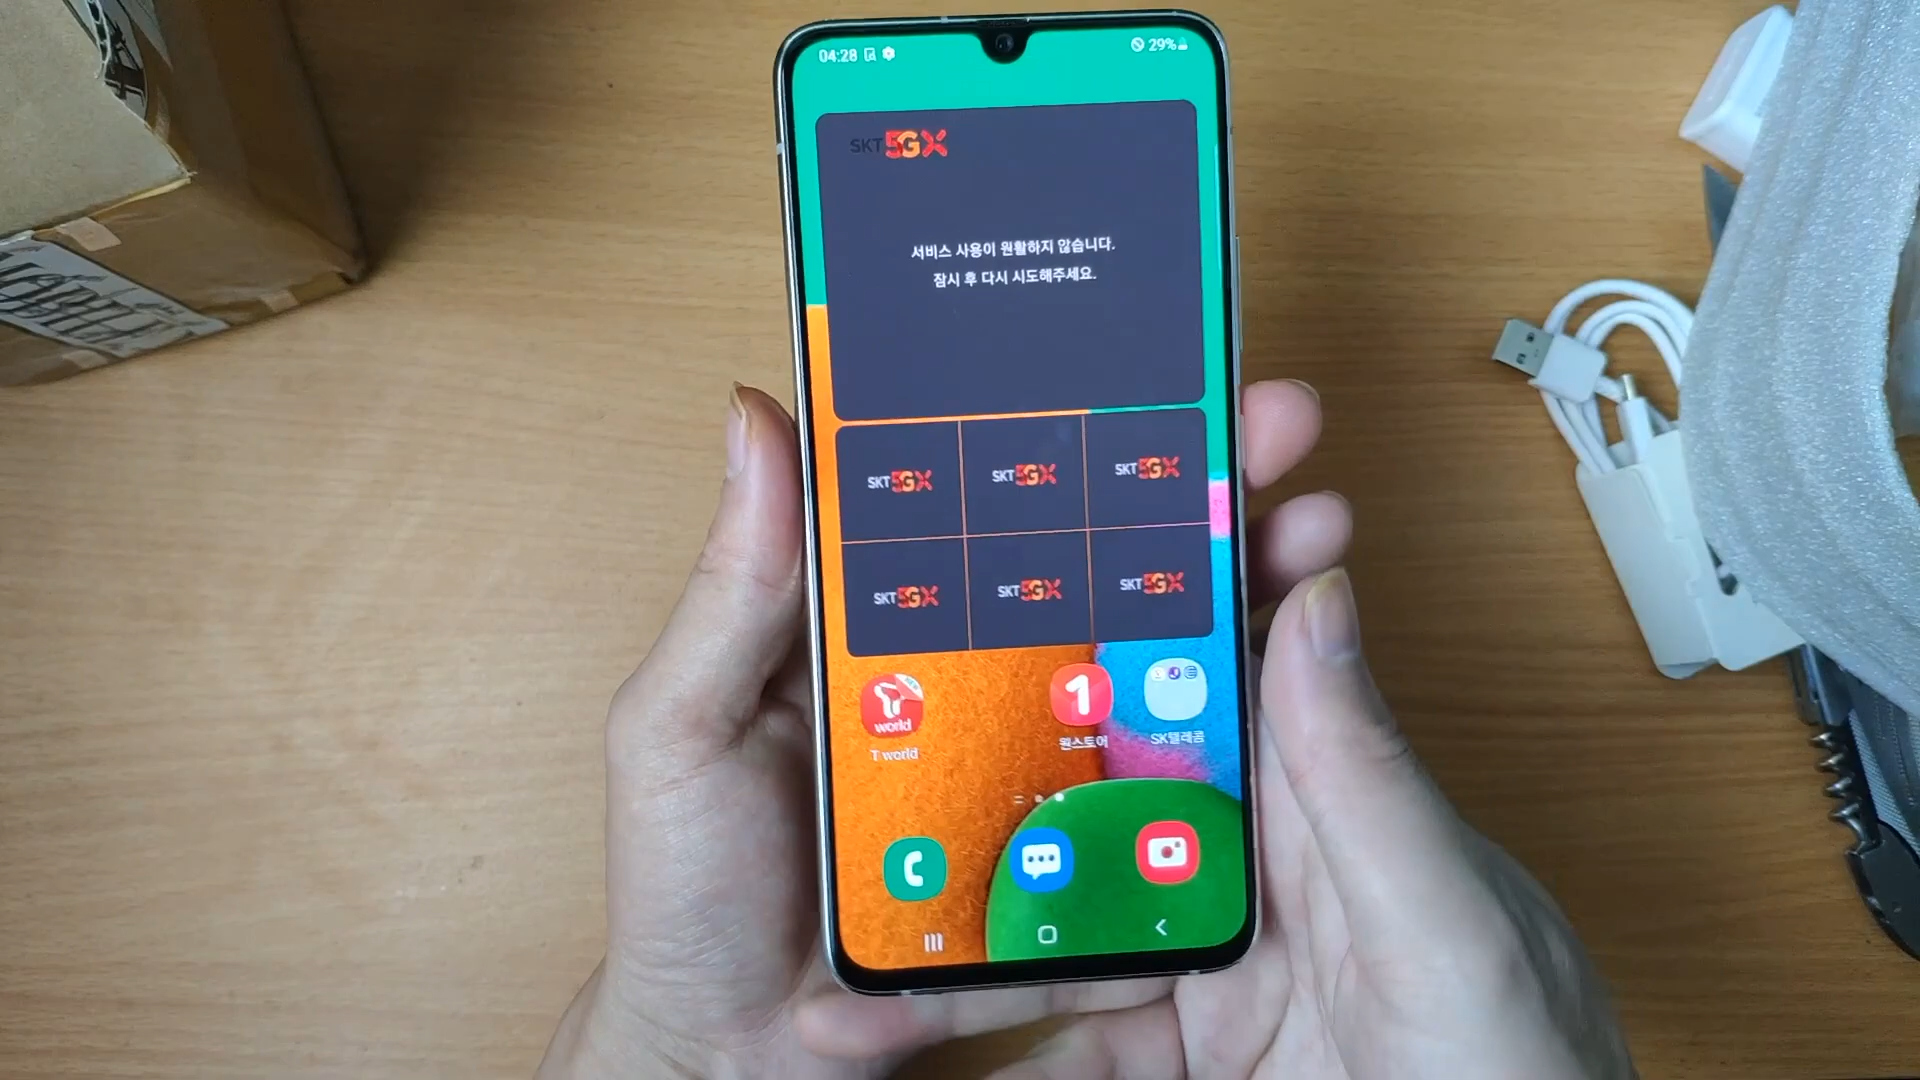 04:28
29%
SKT 5GX
서비스 사용이 원활하지 않습니다.
잠시 후 다시 시도해주세요.
SKT 5GX
SKT 5GX
SKT 5GX
SKT 5GX
SKT 5GX
SKT 5GX
NEW
world
T world
1
원스토어
SK텔레콤